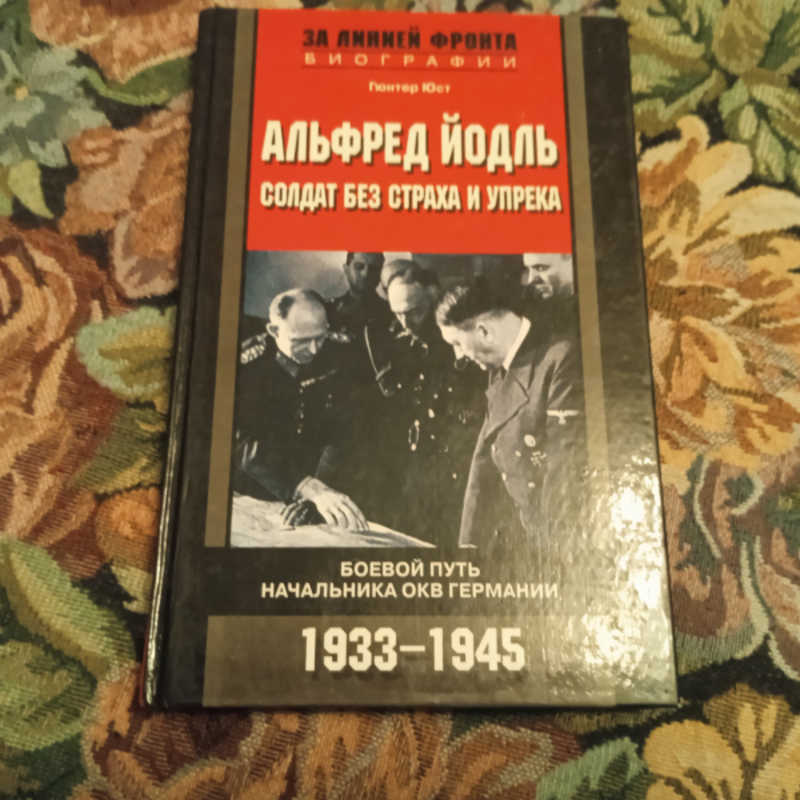 ЗА ЛИНИЕЙ ФРОНТА
БИОГРАФИИ
Гюнтер Юст
АЛЬФРЕД ЙОДЛЬ
СОЛДАТ БЕЗ СТРАХА И УПРЕКА
БОЕВОЙ ПУТЬ
НАЧАЛЬНИКА ОКВ ГЕРМАНИИ
1933–1945